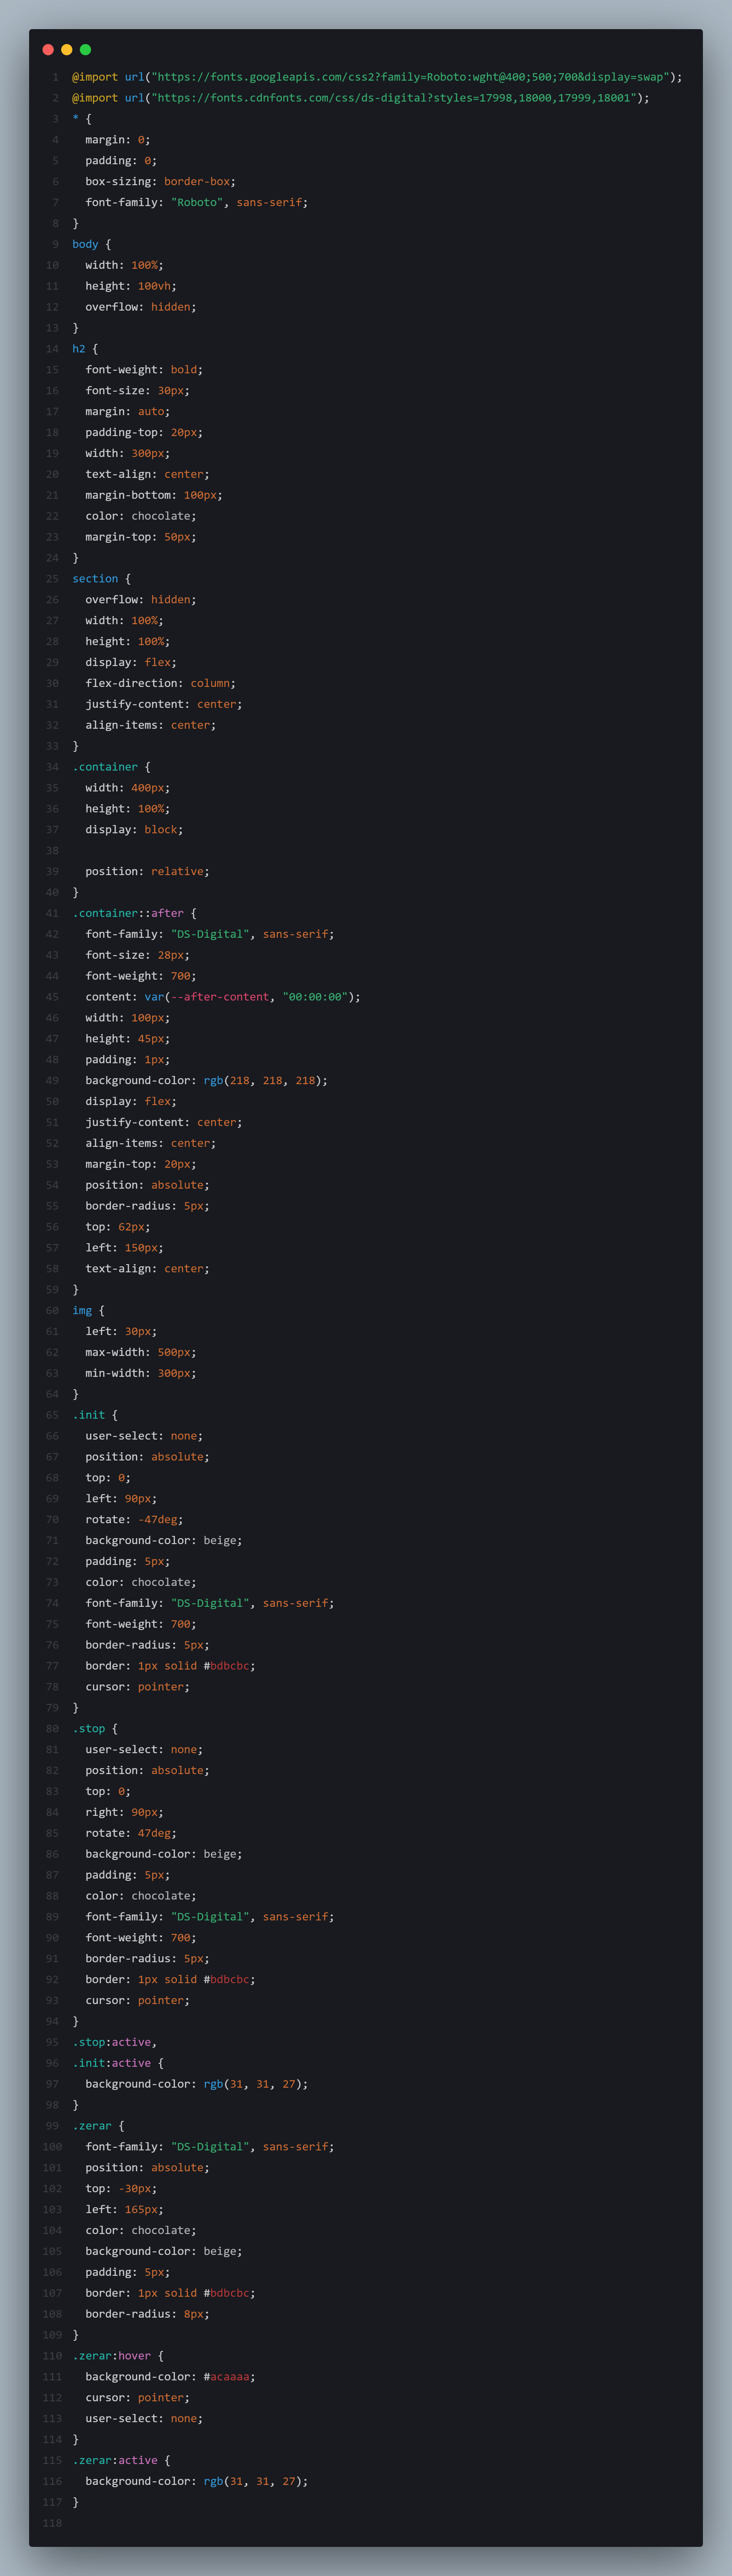 1 @import url("https://fonts.googleapis.com/css2?family=Roboto:wght@400;500;700&display=swap");
2 @import url("https://fonts.cdnfonts.com/css/ds-digital?styles=17998,18000,17999,18001");
3 * {
4   margin: 0;
5   padding: 0;
6   box-sizing: border-box;
7   font-family: "Roboto", sans-serif;
8 }
9 body {
10   width: 100%;
11   height: 100vh;
12   overflow: hidden;
13 }
14 h2 {
15   font-weight: bold;
16   font-size: 30px;
17   margin: auto;
18   padding-top: 20px;
19   width: 300px;
20   text-align: center;
21   margin-bottom: 100px;
22   color: chocolate;
23   margin-top: 50px;
24 }
25 section {
26   overflow: hidden;
27   width: 100%;
28   height: 100%;
29   display: flex;
30   flex-direction: column;
31   justify-content: center;
32   align-items: center;
33 }
34 .container {
35   width: 400px;
36   height: 100%;
37   display: block;
38
39   position: relative;
40 }
41 .container::after {
42   font-family: "DS-Digital", sans-serif;
43   font-size: 28px;
44   font-weight: 700;
45   content: var(--after-content, "00:00:00");
46   width: 100px;
47   height: 45px;
48   padding: 1px;
49   background-color: rgb(218, 218, 218);
50   display: flex;
51   justify-content: center;
52   align-items: center;
53   margin-top: 20px;
54   position: absolute;
55   border-radius: 5px;
56   top: 62px;
57   left: 150px;
58   text-align: center;
59 }
60 img {
61   left: 30px;
62   max-width: 500px;
63   min-width: 300px;
64 }
65 .init {
66   user-select: none;
67   position: absolute;
68   top: 0;
69   left: 90px;
70   rotate: -47deg;
71   background-color: beige;
72   padding: 5px;
73   color: chocolate;
74   font-family: "DS-Digital", sans-serif;
75   font-weight: 700;
76   border-radius: 5px;
77   border: 1px solid #bdbcbc;
78   cursor: pointer;
79 }
80 .stop {
81   user-select: none;
82   position: absolute;
83   top: 0;
84   right: 90px;
85   rotate: 47deg;
86   background-color: beige;
87   padding: 5px;
88   color: chocolate;
89   font-family: "DS-Digital", sans-serif;
90   font-weight: 700;
91   border-radius: 5px;
92   border: 1px solid #bdbcbc;
93   cursor: pointer;
94 }
95 .stop:active,
96 .init:active {
97   background-color: rgb(31, 31, 27);
98 }
99 .zerar {
100   font-family: "DS-Digital", sans-serif;
101   position: absolute;
102   top: -30px;
103   left: 165px;
104   color: chocolate;
105   background-color: beige;
106   padding: 5px;
107   border: 1px solid #bdbcbc;
108   border-radius: 8px;
109 }
110 .zerar:hover {
111   background-color: #acaaaa;
112   cursor: pointer;
113   user-select: none;
114 }
115 .zerar:active {
116   background-color: rgb(31, 31, 27);
117 }
118